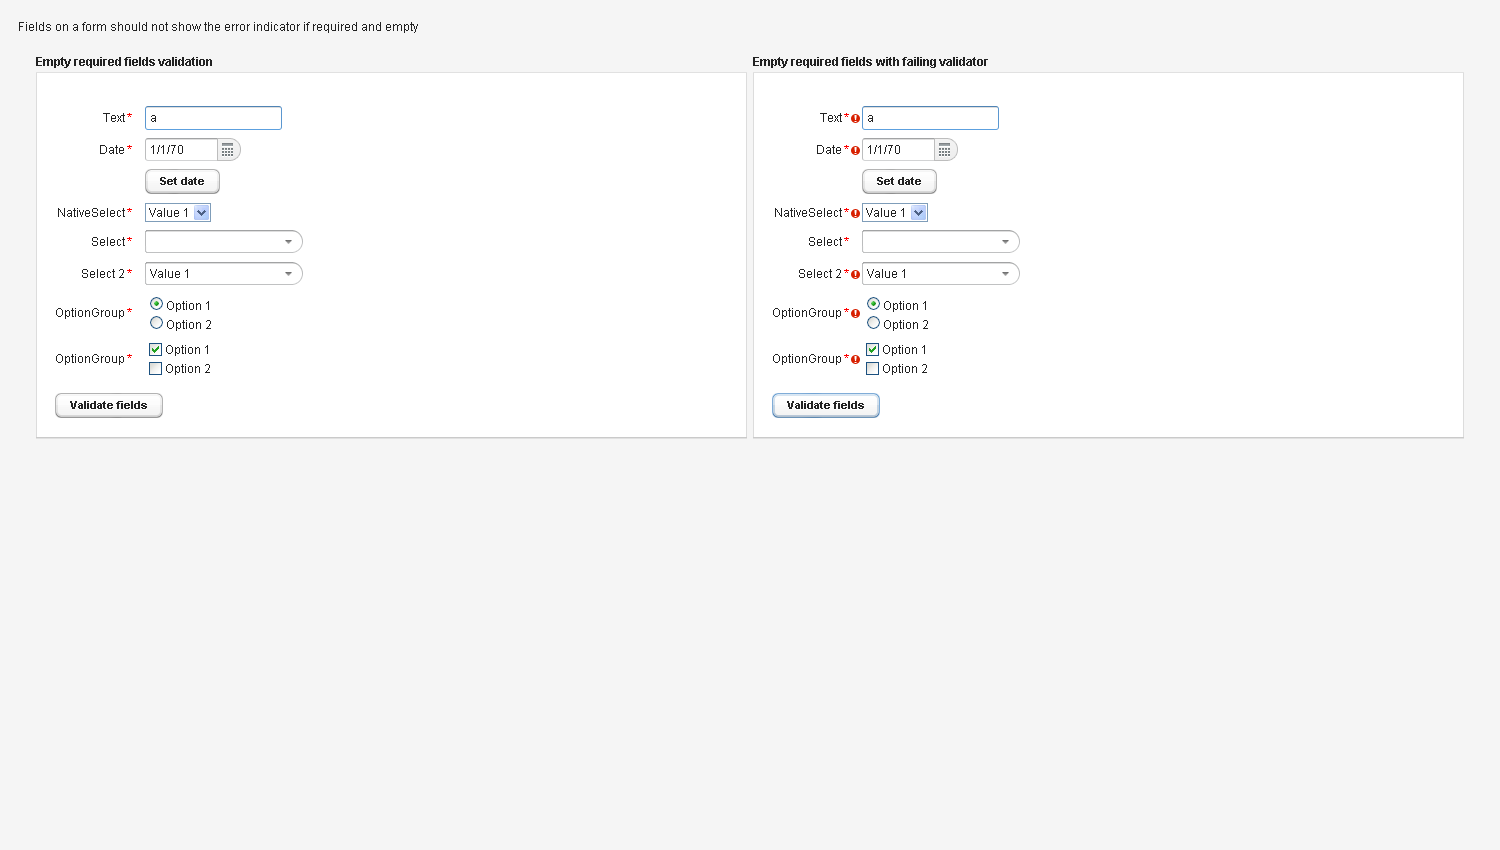 Fields on a form should not show the error indicator if required and empty
Empty required fields validation
Text*
a
Date*
1/1/70
Set date
NativeSelect*
Value 1
Select*
Select 2*
Value 1
OptionGroup*
Option 1
Option 2
OptionGroup*
Option 1
Option 2
Validate fields
Empty required fields with failing validator
Text*
a
Date*
1/1/70
Set date
NativeSelect*
Value 1
Select*
Select 2*
Value 1
OptionGroup*
Option 1
Option 2
OptionGroup*
Option 1
Option 2
Validate fields